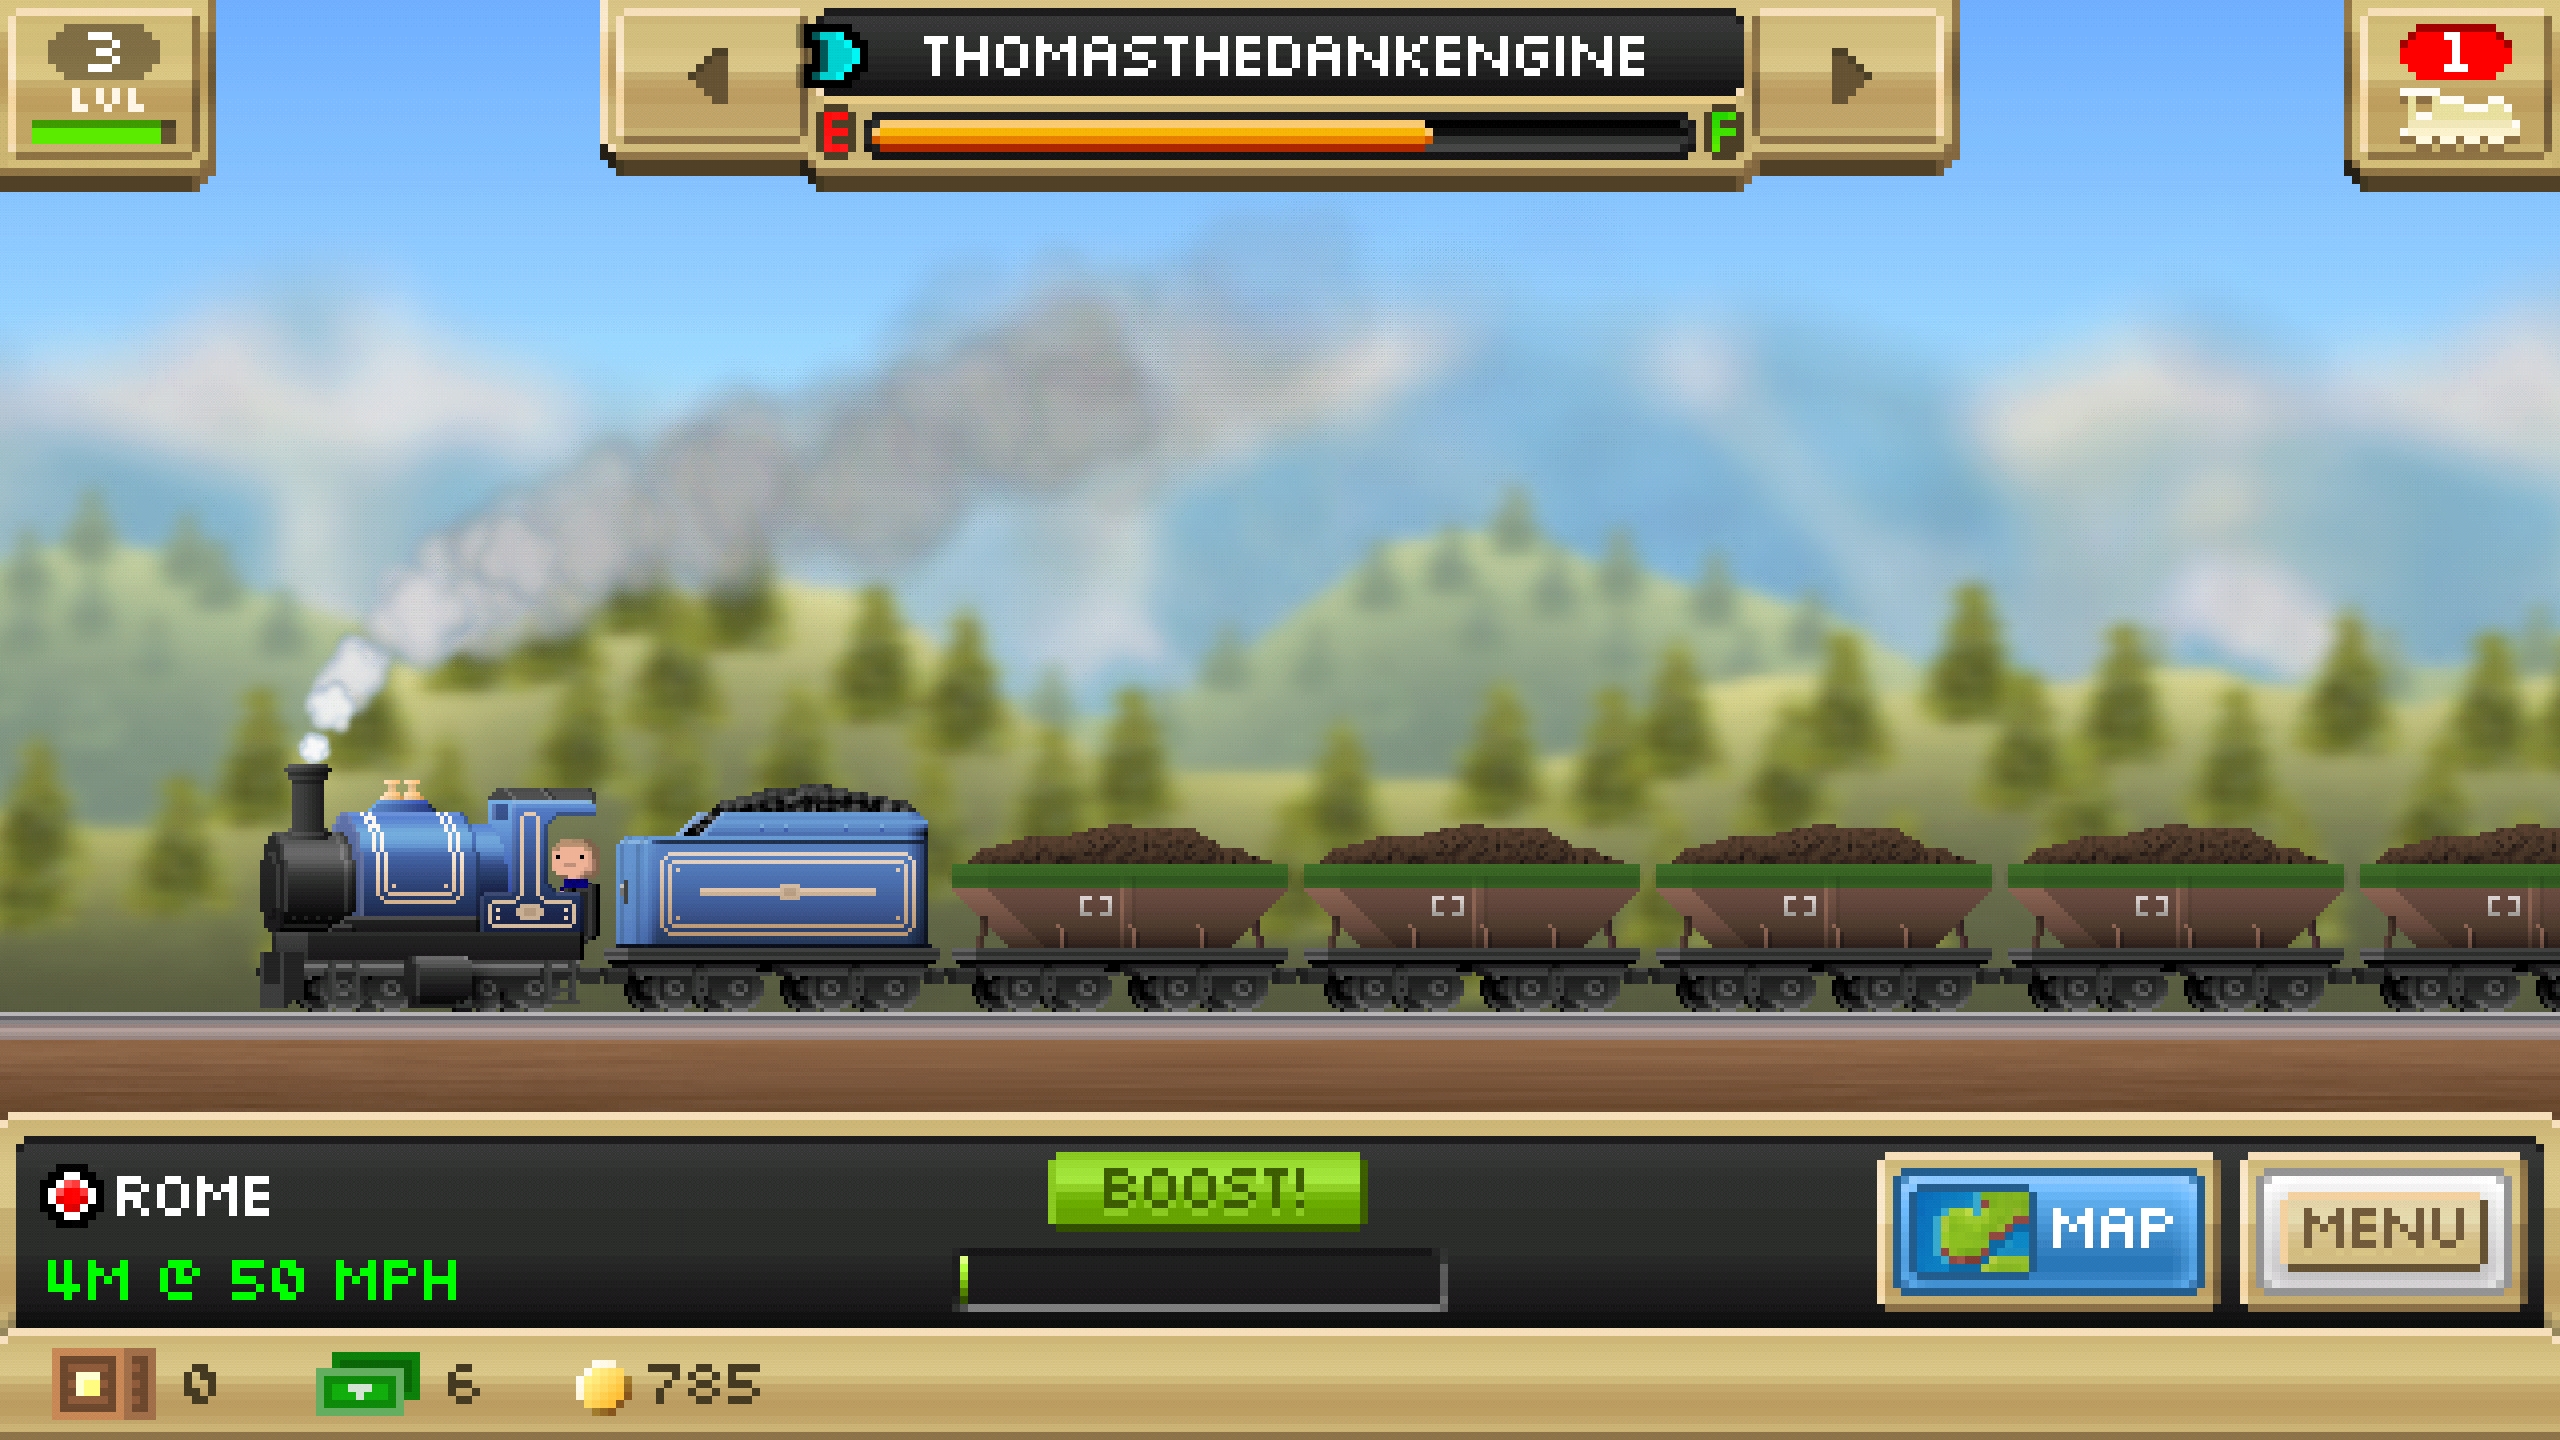 3
LVL
THOMASTHEDANKENGINE
E F
1
ROME
BOOST!
4M @ 50 MPH
MAP
MENU
0 6 785